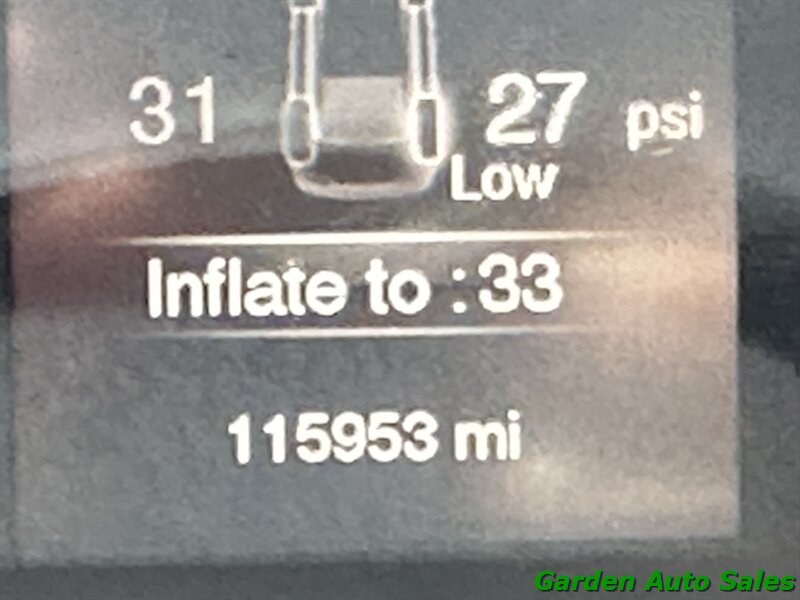 31 27 psi
Low
Inflate to : 33
115953 mi
Garden Auto Sales